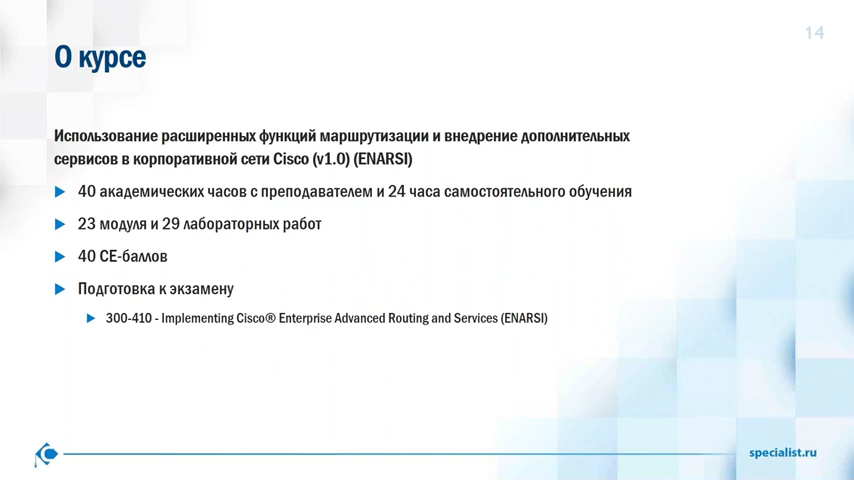 14
О курсе
Использование расширенных функций маршрутизации и внедрение дополнительных
сервисов в корпоративной сети Cisco (v1.0) (ENARSI)
40 академических часов с преподавателем и 24 часа самостоятельного обучения
23 модуля и 29 лабораторных работ
40 CE-баллов
Подготовка к экзамену
300-410 - Implementing Cisco® Enterprise Advanced Routing and Services (ENARSI)
specialist.ru